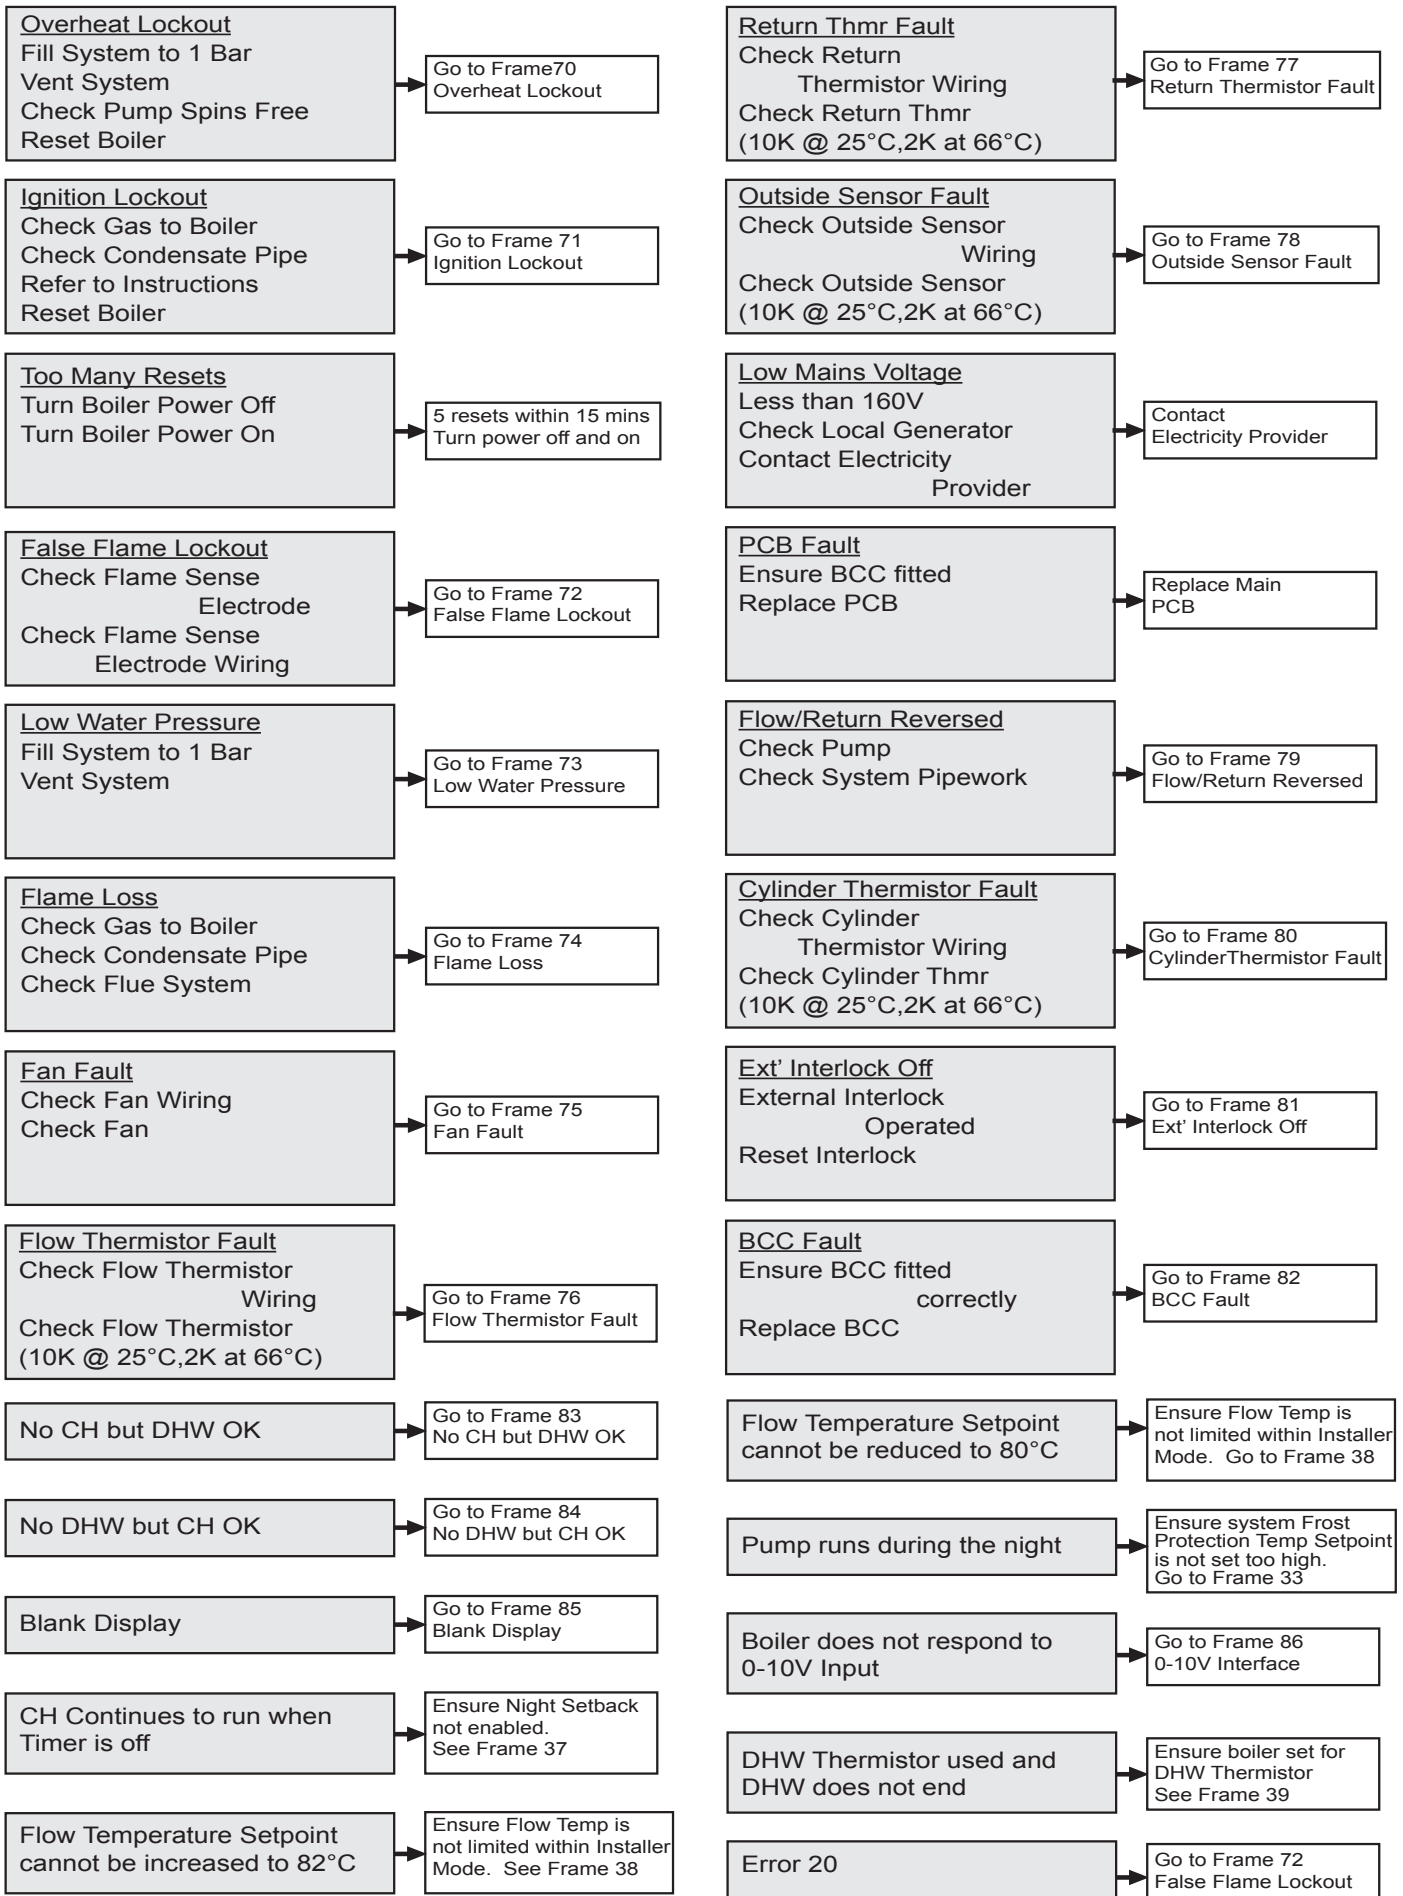 Overheat Lockout
Fill System to 1 Bar
Vent System
Check Pump Spins Free
Reset Boiler
Go to Frame70
Overheat Lockout
Ignition Lockout
Check Gas to Boiler
Check Condensate Pipe
Refer to Instructions
Reset Boiler
Go to Frame 71
Ignition Lockout
Too Many Resets
Turn Boiler Power Off
Turn Boiler Power On
5 resets within 15 mins
Turn power off and on
False Flame Lockout
Check Flame Sense
Electrode
Check Flame Sense
Electrode Wiring
Go to Frame 72
False Flame Lockout
Low Water Pressure
Fill System to 1 Bar
Vent System
Go to Frame 73
Low Water Pressure
Flame Loss
Check Gas to Boiler
Check Condensate Pipe
Check Flue System
Go to Frame 74
Flame Loss
Fan Fault
Check Fan Wiring
Check Fan
Go to Frame 75
Fan Fault
Flow Thermistor Fault
Check Flow Thermistor
Wiring
Check Flow Thermistor
(10K @ 25°C,2K at 66°C)
Go to Frame 76
Flow Thermistor Fault
No CH but DHW OK
Go to Frame 83
No CH but DHW OK
No DHW but CH OK
Go to Frame 84
No DHW but CH OK
Blank Display
Go to Frame 85
Blank Display
CH Continues to run when
Timer is off
Ensure Night Setback
not enabled.
See Frame 37
Flow Temperature Setpoint
cannot be increased to 82°C
Ensure Flow Temp is
not limited within Installer
Mode.  See Frame 38
Return Thmr Fault
Check Return
Thermistor Wiring
Check Return Thmr
(10K @ 25°C,2K at 66°C)
Go to Frame 77
Return Thermistor Fault
Outside Sensor Fault
Check Outside Sensor
Wiring
Check Outside Sensor
(10K @ 25°C,2K at 66°C)
Go to Frame 78
Outside Sensor Fault
Low Mains Voltage
Less than 160V
Check Local Generator
Contact Electricity
Provider
Contact
Electricity Provider
PCB Fault
Ensure BCC fitted
Replace PCB
Replace Main
PCB
Flow/Return Reversed
Check Pump
Check System Pipework
Go to Frame 79
Flow/Return Reversed
Cylinder Thermistor Fault
Check Cylinder
Thermistor Wiring
Check Cylinder Thmr
(10K @ 25°C,2K at 66°C)
Go to Frame 80
CylinderThermistor Fault
Ext' Interlock Off
External Interlock
Operated
Reset Interlock
Go to Frame 81
Ext' Interlock Off
BCC Fault
Ensure BCC fitted
correctly
Replace BCC
Go to Frame 82
BCC Fault
Flow Temperature Setpoint
cannot be reduced to 80°C
Ensure Flow Temp is
not limited within Installer
Mode.  Go to Frame 38
Pump runs during the night
Ensure system Frost
Protection Temp Setpoint
is not set too high.
Go to Frame 33
Boiler does not respond to
0-10V Input
Go to Frame 86
0-10V Interface
DHW Thermistor used and
DHW does not end
Ensure boiler set for
DHW Thermistor
See Frame 39
Error 20
Go to Frame 72
False Flame Lockout